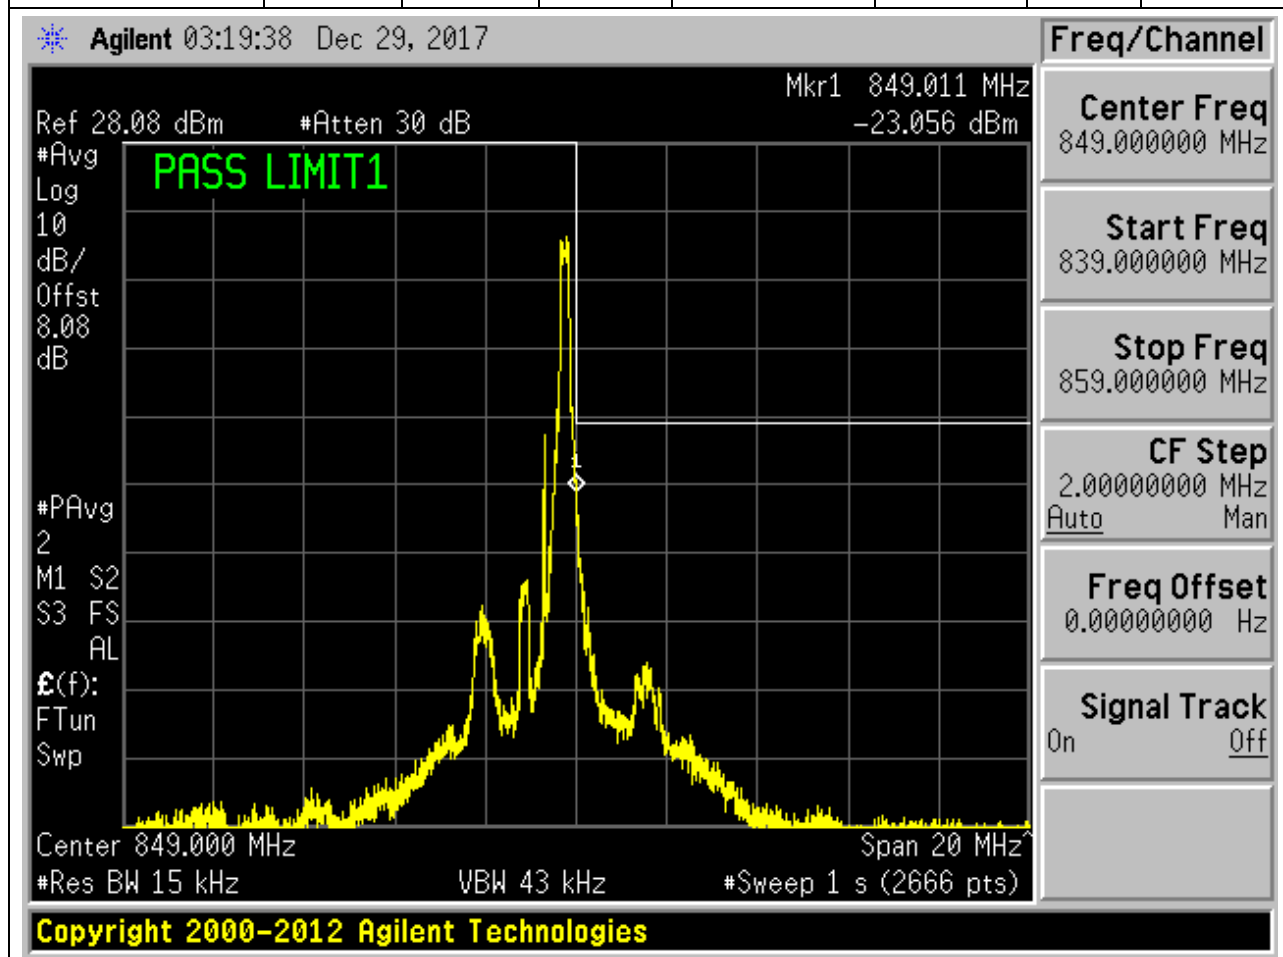 Agilent 03:19:38 Dec 29, 2017
Freq/Channel
Mkr1 849.011 MHz
Ref 28.08 dBm #Atten 30 dB -23.056 dBm
#Avg
Log
10
dB/
Offst
8.08
dB
PASS LIMIT1
1
#PAvg
2
M1 S2
S3 FS
AL
£(f):
FTun
Swp
Center 849.000 MHz Span 20 MHz^
#Res BW 15 kHz VBW 43 kHz #Sweep 1 s (2666 pts)
Center Freq
849.000000 MHz
Start Freq
839.000000 MHz
Stop Freq
859.000000 MHz
CF Step
2.00000000 MHz
Auto Man
Freq Offset
0.00000000 Hz
Signal Track
On Off
Copyright 2000-2012 Agilent Technologies